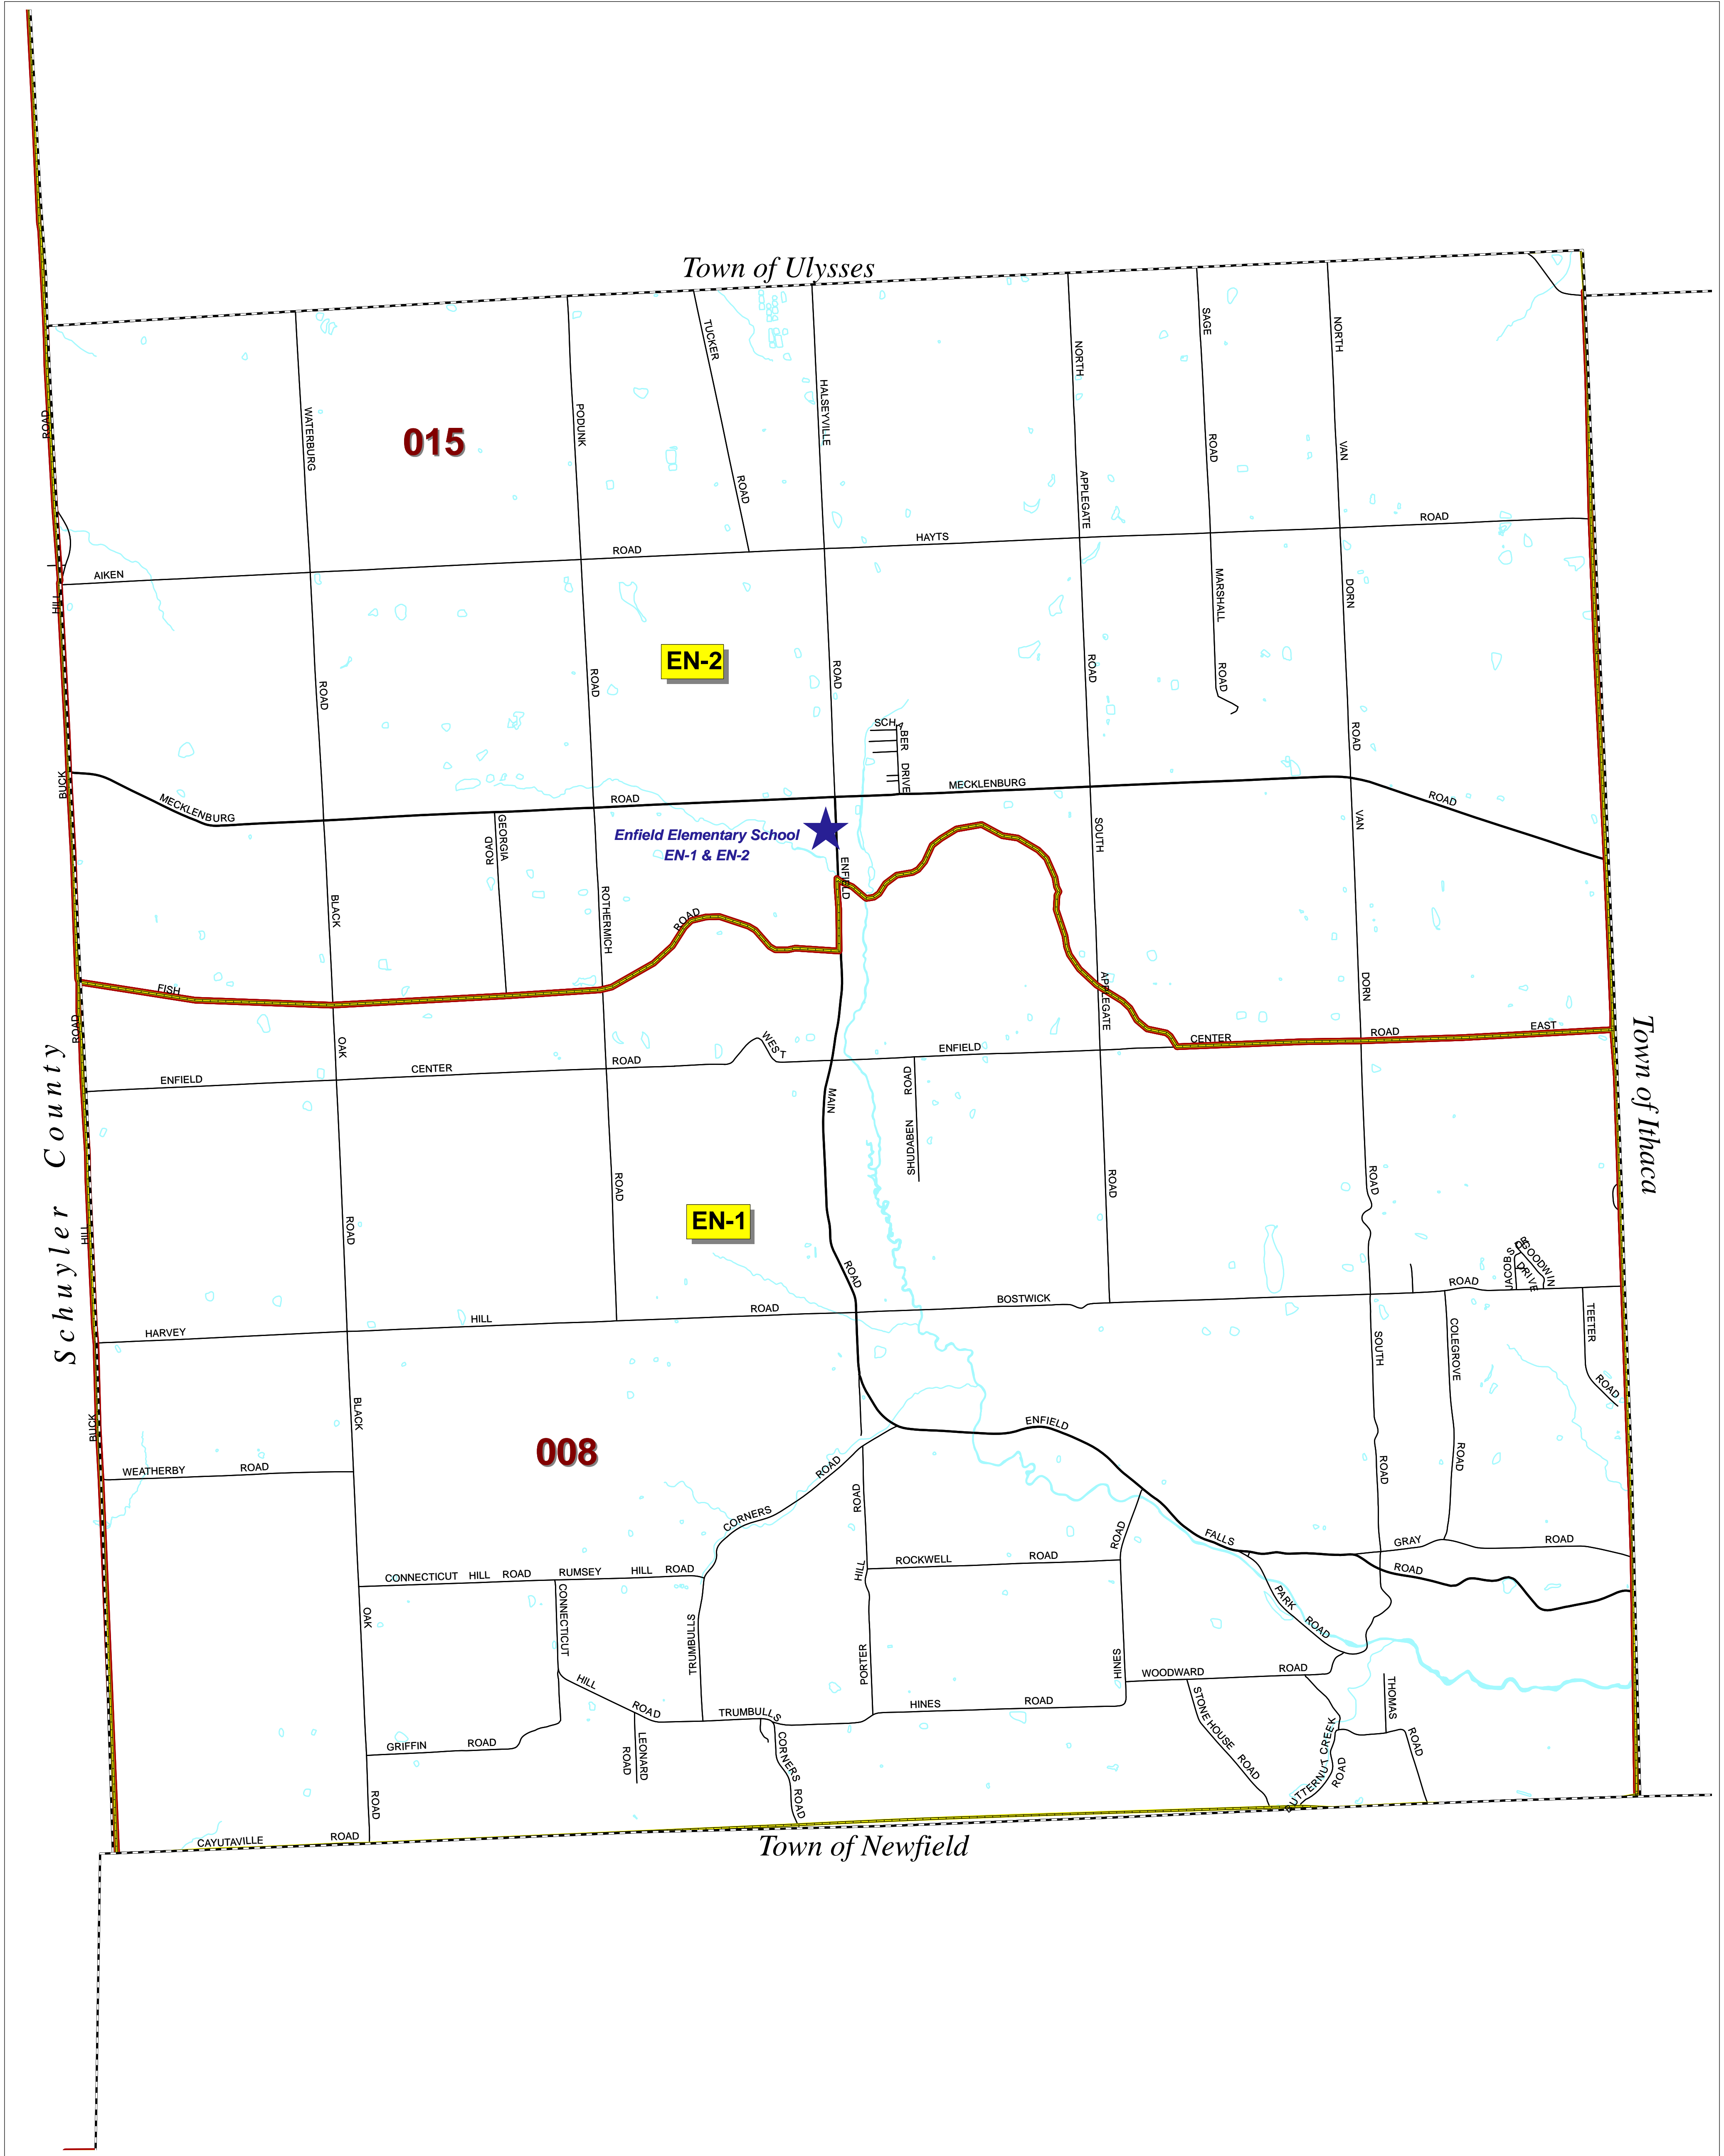 Town of Ulysses
015
WATERBURG
ROAD
PODUNK
ROAD
TUCKER
ROAD
HALSEYVILLE
ROAD
NORTH
APPLEGATE
ROAD
SAGE
ROAD
MARSHALL
ROAD
NORTH
VAN
DORN
ROAD
ROAD
AIKEN
ROAD
HAYTS
ROAD
HILL
EN-2
SCHABER DRIVE
BUCK
MECKLENBURG
ROAD
MECKLENBURG
ROAD
Enfield Elementary School
EN-1 & EN-2
GEORGIA
ROAD
ENFIELD
SOUTH
VAN
BLACK
ROTHERMICH
ROAD
FISH
APPLEGATE
DORN
ROAD
OAK
WEST
CENTER
ROAD
EAST
ENFIELD
CENTER
ROAD
ENFIELD
Schuyler County
Town of Ithaca
MAIN
SHUDABEN
ROAD
ROAD
ROAD
ROAD
ROAD
HILL
EN-1
ROAD
JACOBS
GOODWIN
DRIVE
HARVEY
HILL
ROAD
BOSTWICK
ROAD
TEETER
ROAD
SOUTH
COLEGROVE
ROAD
BUCK
BLACK
008
ENFIELD
WEATHERBY
ROAD
ROAD
CORNERS
ROAD
ROAD
ROAD
FALLS
GRAY
ROAD
ROAD
CONNECTICUT HILL ROAD
RUMSEY
HILL ROAD
HILL
ROCKWELL
ROAD
OAK
CONNECTICUT
TRUMBULLS
PORTER
HINES
PARK
ROAD
WOODWARD
ROAD
HILL
ROAD
TRUMBULLS
HINES
ROAD
STONE HOUSE
ROAD
THOMAS
ROAD
GRIFFIN
ROAD
LEONARD
ROAD
CORNERS
ROAD
BUTTERNUT CREEK
ROAD
ROAD
CAYUTAVILLE
ROAD
Town of Newfield